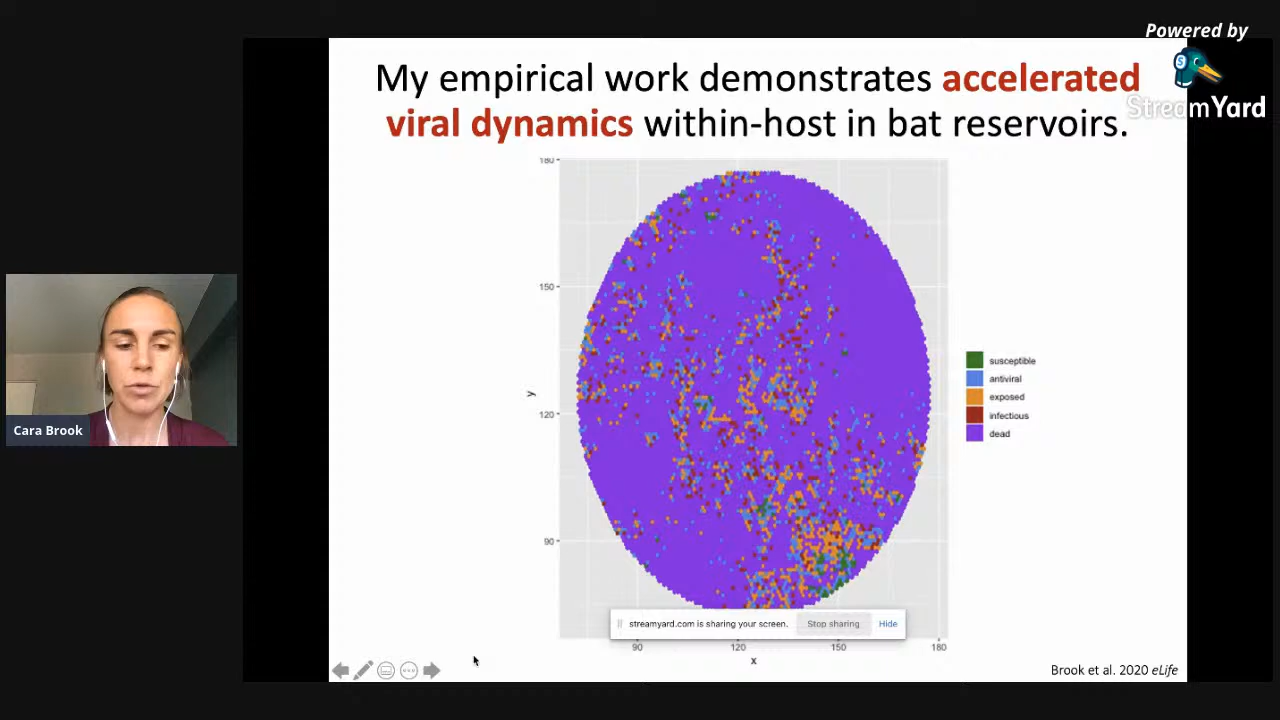 Powered by
StreamYard
My empirical work demonstrates accelerated
viral dynamics within-host in bat reservoirs.
180
150
120
90
y
susceptible
antiviral
exposed
infectious
dead
Cara Brook
streamyard.com is sharing your screen.
Stop sharing
Hide
90
120
150
180
x
Brook et al. 2020 eLife